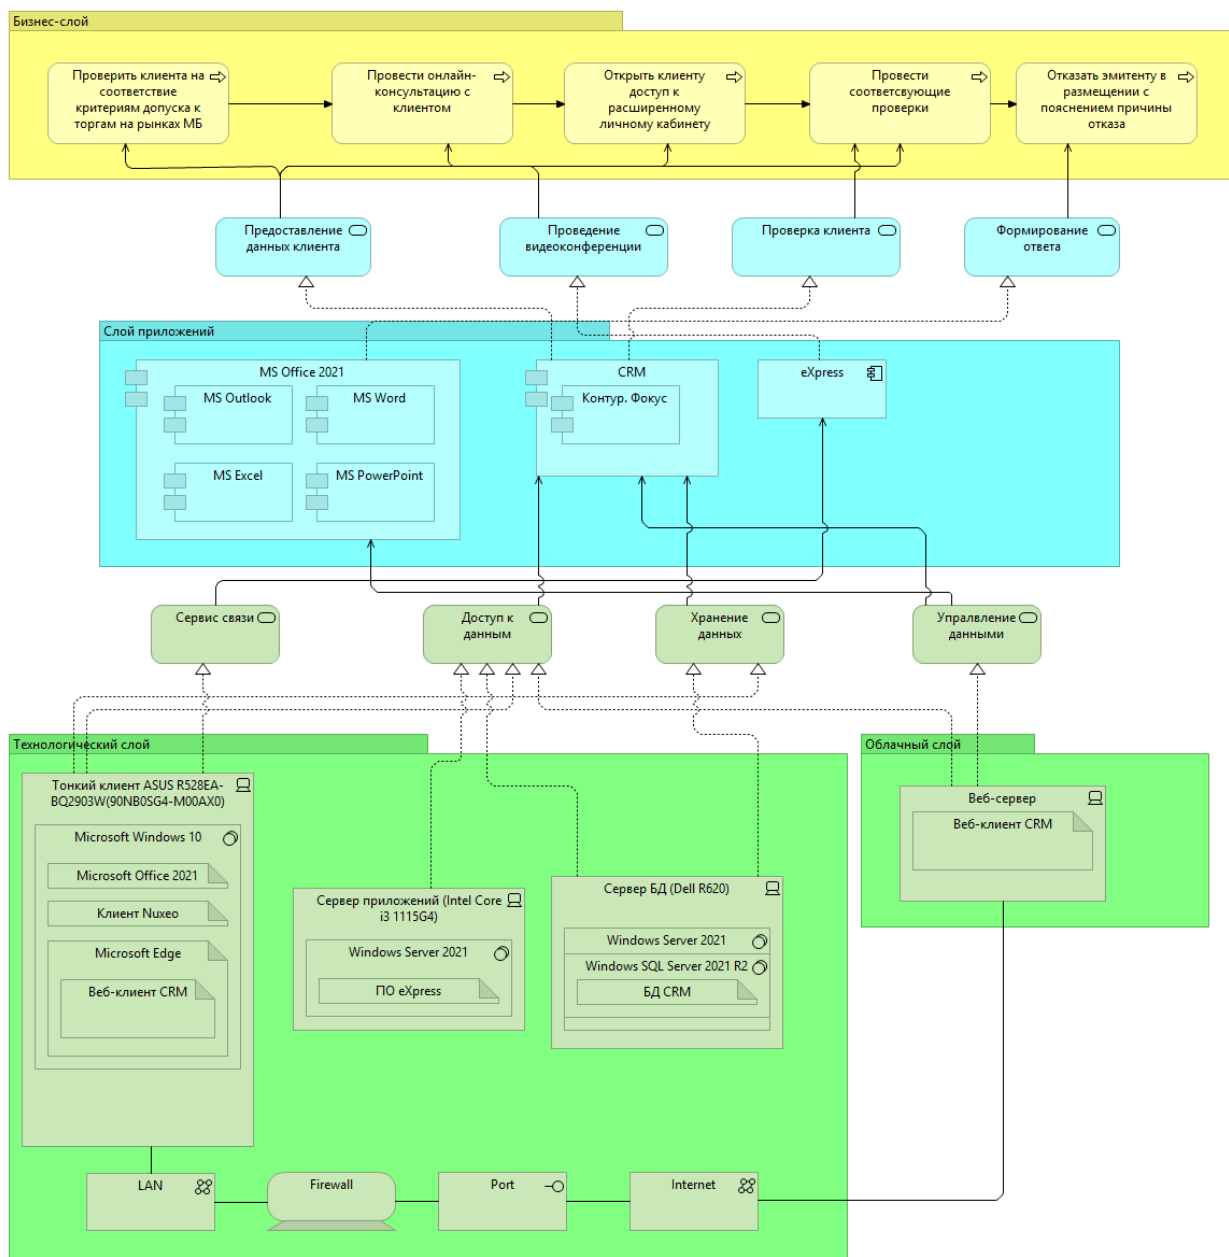 Бизнес-слой
Проверить клиента на
соответствие
критериям допуска к
торгам на рынках МБ
Провести онлайн-
консультацию с
клиентом
Открыть клиенту
доступ к
расширенному
личному кабинету
Провести
соответсвующие
проверки
Отказать эмитенту в
размещении с
пояснением причины
отказа
Предоставление
данных клиента
Проведение
видеоконференции
Проверка клиента
Формирование
ответа
Слой приложений
MS Office 2021
MS Outlook
MS Word
MS Excel
MS PowerPoint
CRM
Контур. Фокус
eXpress
Сервис связи
Доступ к
данным
Хранение
данных
Упралвление
данными
Технологический слой
Облачный слой
Тонкий клиент ASUS R528EA-
BQ2903W(90NB0SG4-M00AX0)
Microsoft Windows 10
Microsoft Office 2021
Клиент Nuxeo
Microsoft Edge
Веб-клиент CRM
Сервер приложений (Intel Core
i3 1115G4)
Windows Server 2021
ПО eXpress
Сервер БД (Dell R620)
Windows Server 2021
Windows SQL Server 2021 R2
БД CRM
Веб-сервер
Веб-клиент CRM
LAN
Firewall
Port
Internet